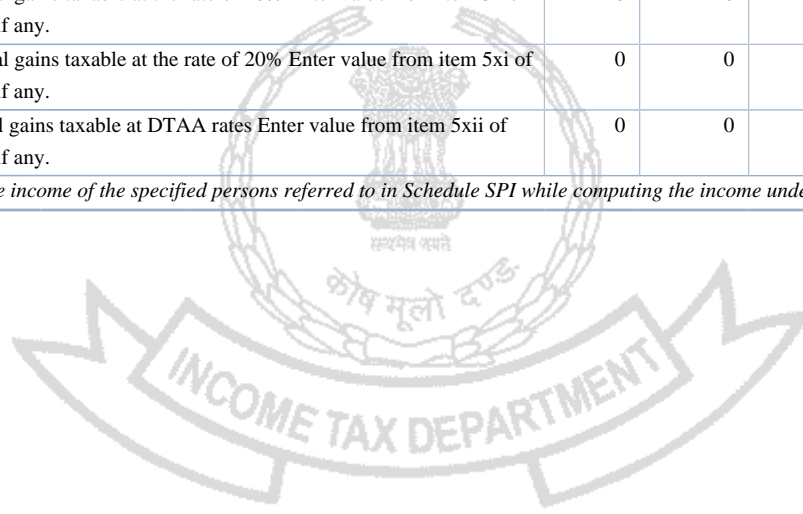 f any.
l gains taxable at the rate of 20% Enter value from item 5xi of 0 0
f any.
l gains taxable at DTAA rates Enter value from item 5xii of 0 0
f any.
e income of the specified persons referred to in Schedule SPI while computing the income unde
सत्यमेव जयते
कोष मूलो दण्ड
INCOME TAX DEPARTMENT